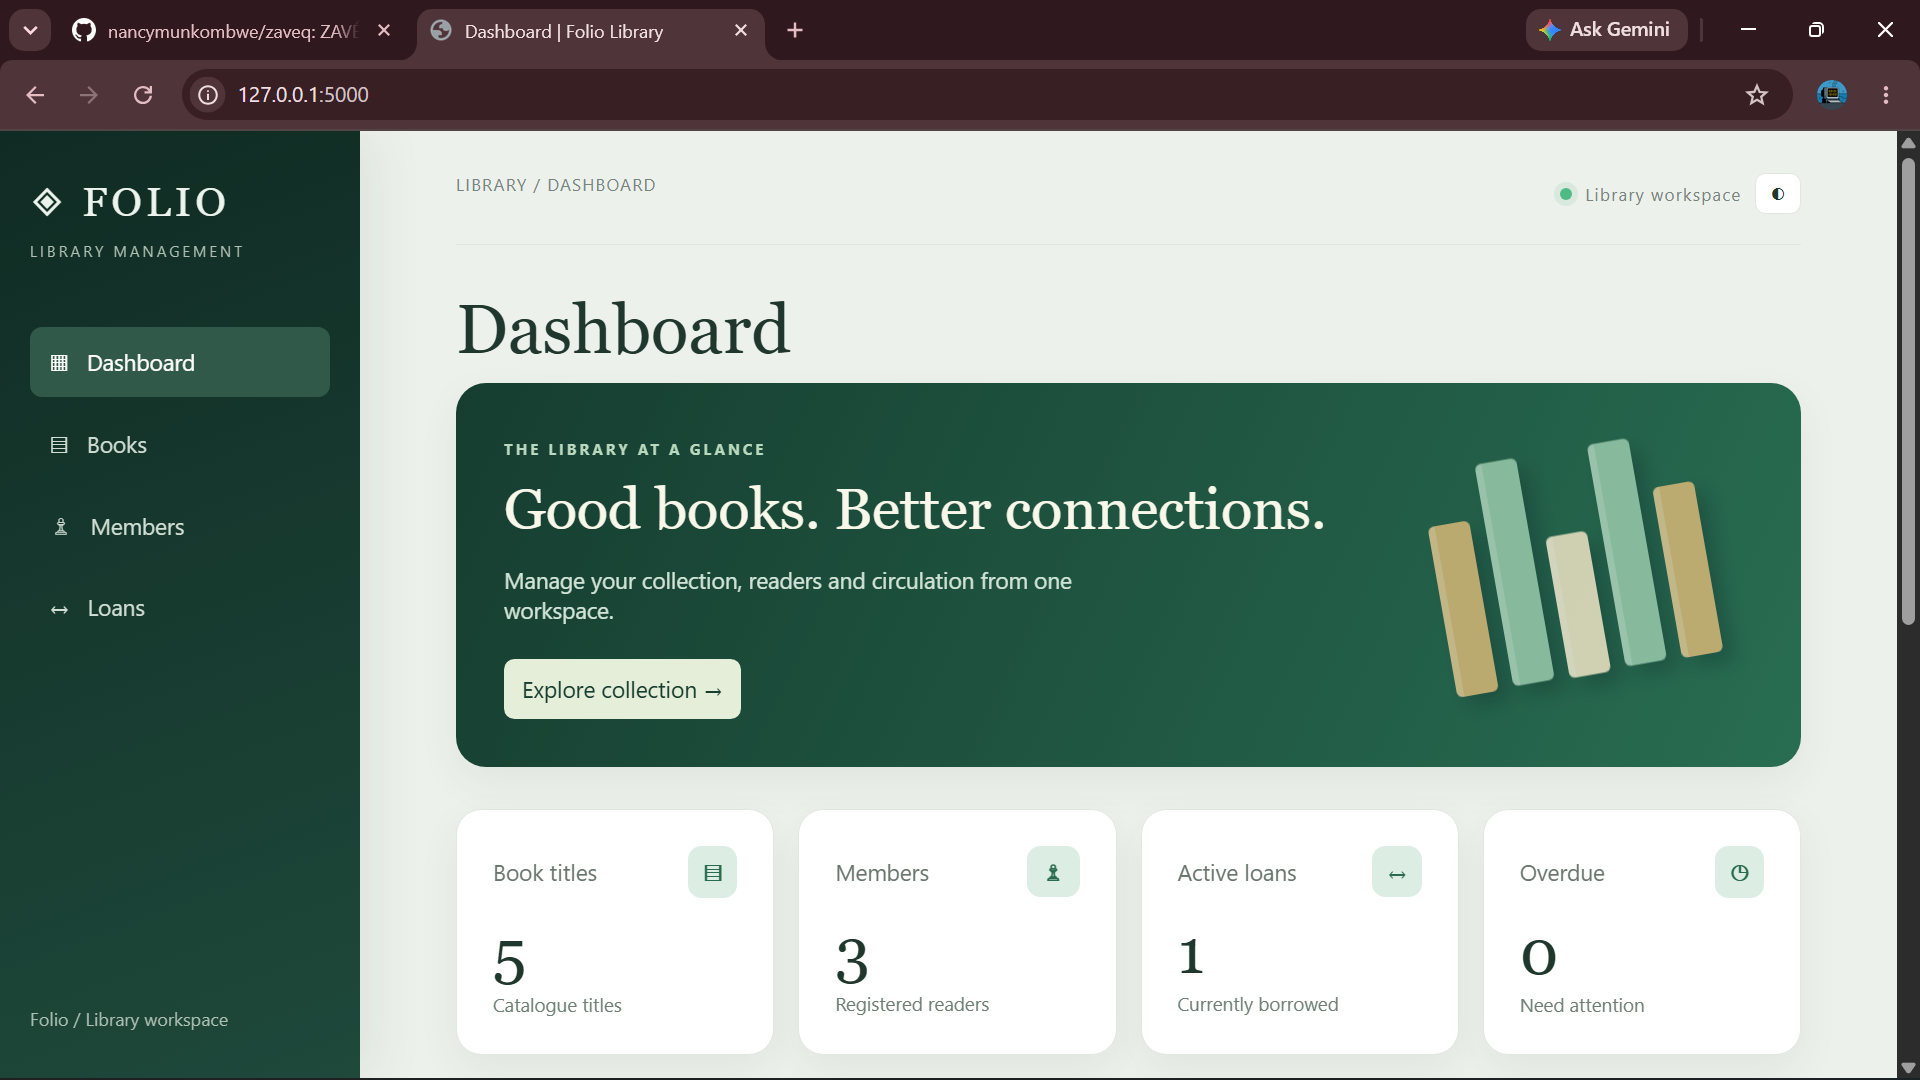 nancymunkombwe/zaveq: ZAVÉ
Dashboard | Folio Library
Ask Gemini
127.0.0.1:5000
FOLIO
LIBRARY MANAGEMENT
Dashboard
Books
Members
Loans
Folio / Library workspace
LIBRARY / DASHBOARD
Library workspace
Dashboard
THE LIBRARY AT A GLANCE
Good books. Better connections.
Manage your collection, readers and circulation from one
workspace.
Explore collection →
Book titles
5
Catalogue titles
Members
3
Registered readers
Active loans
1
Currently borrowed
Overdue
0
Need attention